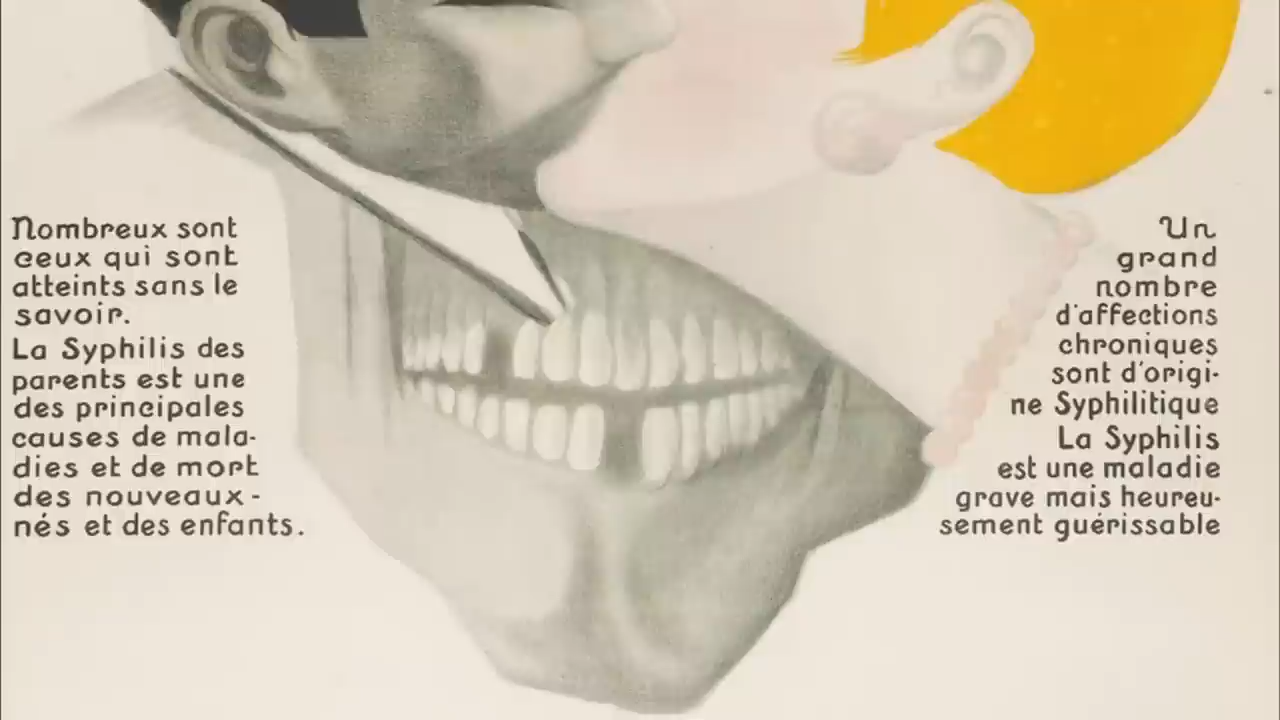 Nombreux sont
ceux qui sont
atteints sans le
savoir.
La Syphilis des
parents est une
des principales
causes de mala-
dies et de mort
des nouveaux-
nés et des enfants.
Un
grand
nombre
d'affections
chroniques
sont d'origi-
ne Syphilitique
La Syphilis
est une maladie
grave mais heureu-
sement guérissable